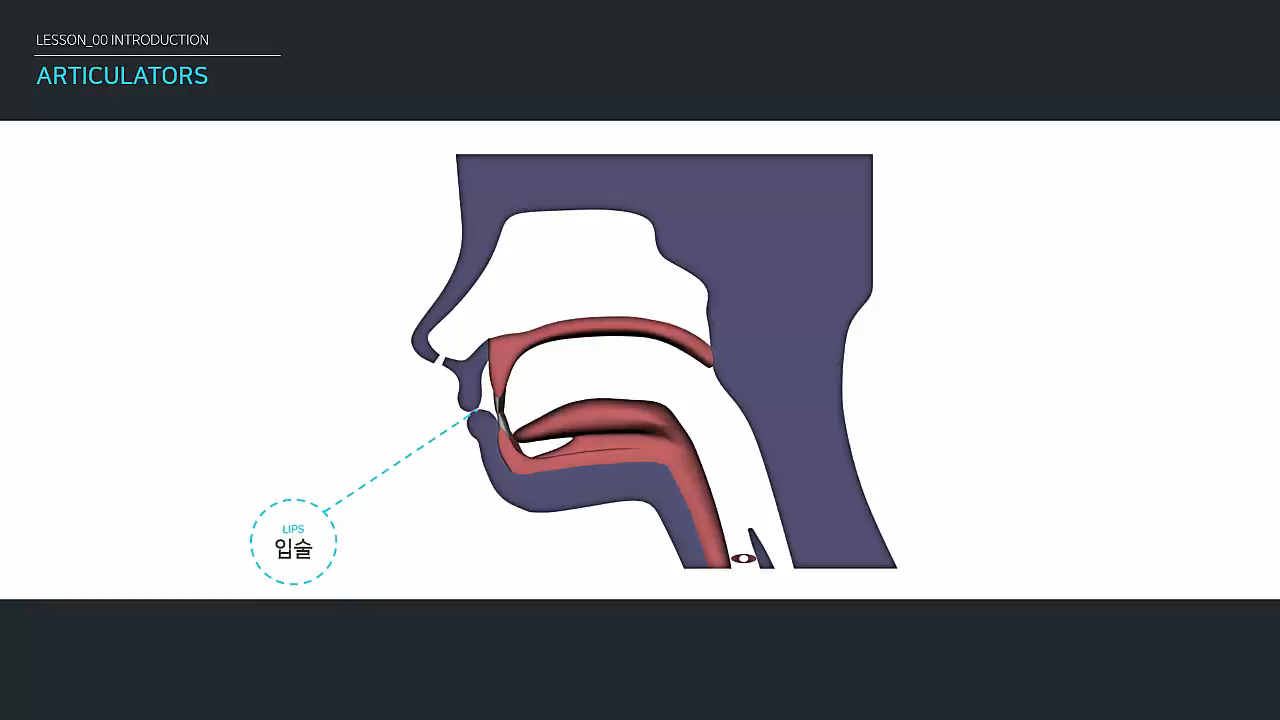 LESSON_00 INTRODUCTION
ARTICULATORS
LIPS
입술